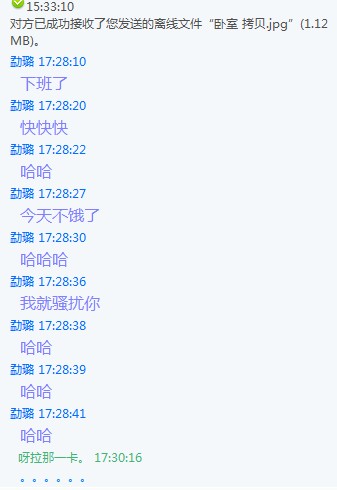 15:33:10
对方已成功接收了您发送的离线文件“卧室 拷贝.jpg”(1.12
MB)。
勐璐 17:28:10
下班了
勐璐 17:28:20
快快快
勐璐 17:28:22
哈哈
勐璐 17:28:27
今天不饿了
勐璐 17:28:30
哈哈哈
勐璐 17:28:36
我就骚扰你
勐璐 17:28:38
哈哈
勐璐 17:28:39
哈哈
勐璐 17:28:41
哈哈
呀拉那一卡。 17:30:16
。。。。。。